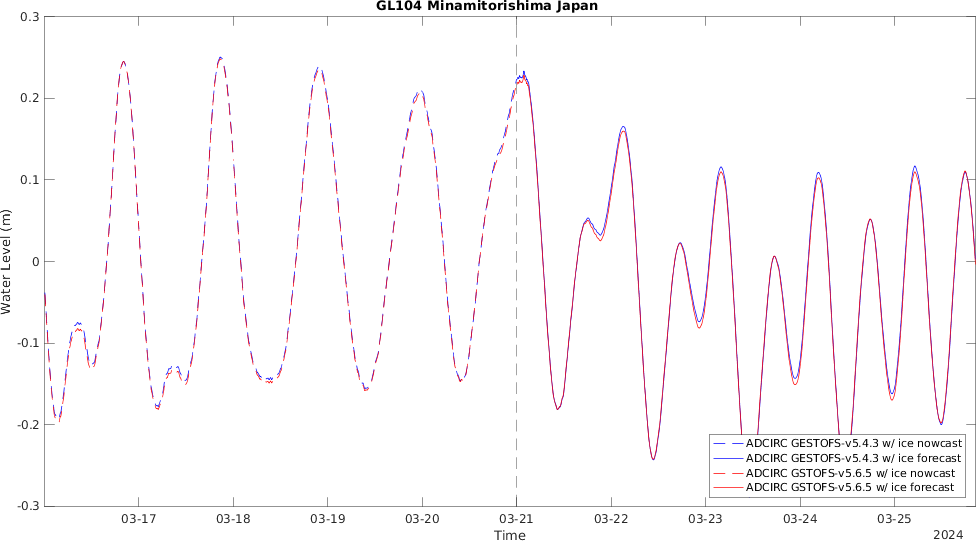 GL104 Minamitorishima Japan
0.3
0.2
0.1
0
-0.1
-0.2
-0.3
Water Level (m)
ADCIRC GESTOFS-v5.4.3 w/ ice nowcast
ADCIRC GESTOFS-v5.4.3 w/ ice forecast
ADCIRC GSTOFS-v5.6.5 w/ ice nowcast
ADCIRC GSTOFS-v5.6.5 w/ ice forecast
03-17 03-18 03-19 03-20 03-21 03-22 03-23 03-24 03-25
Time
2024